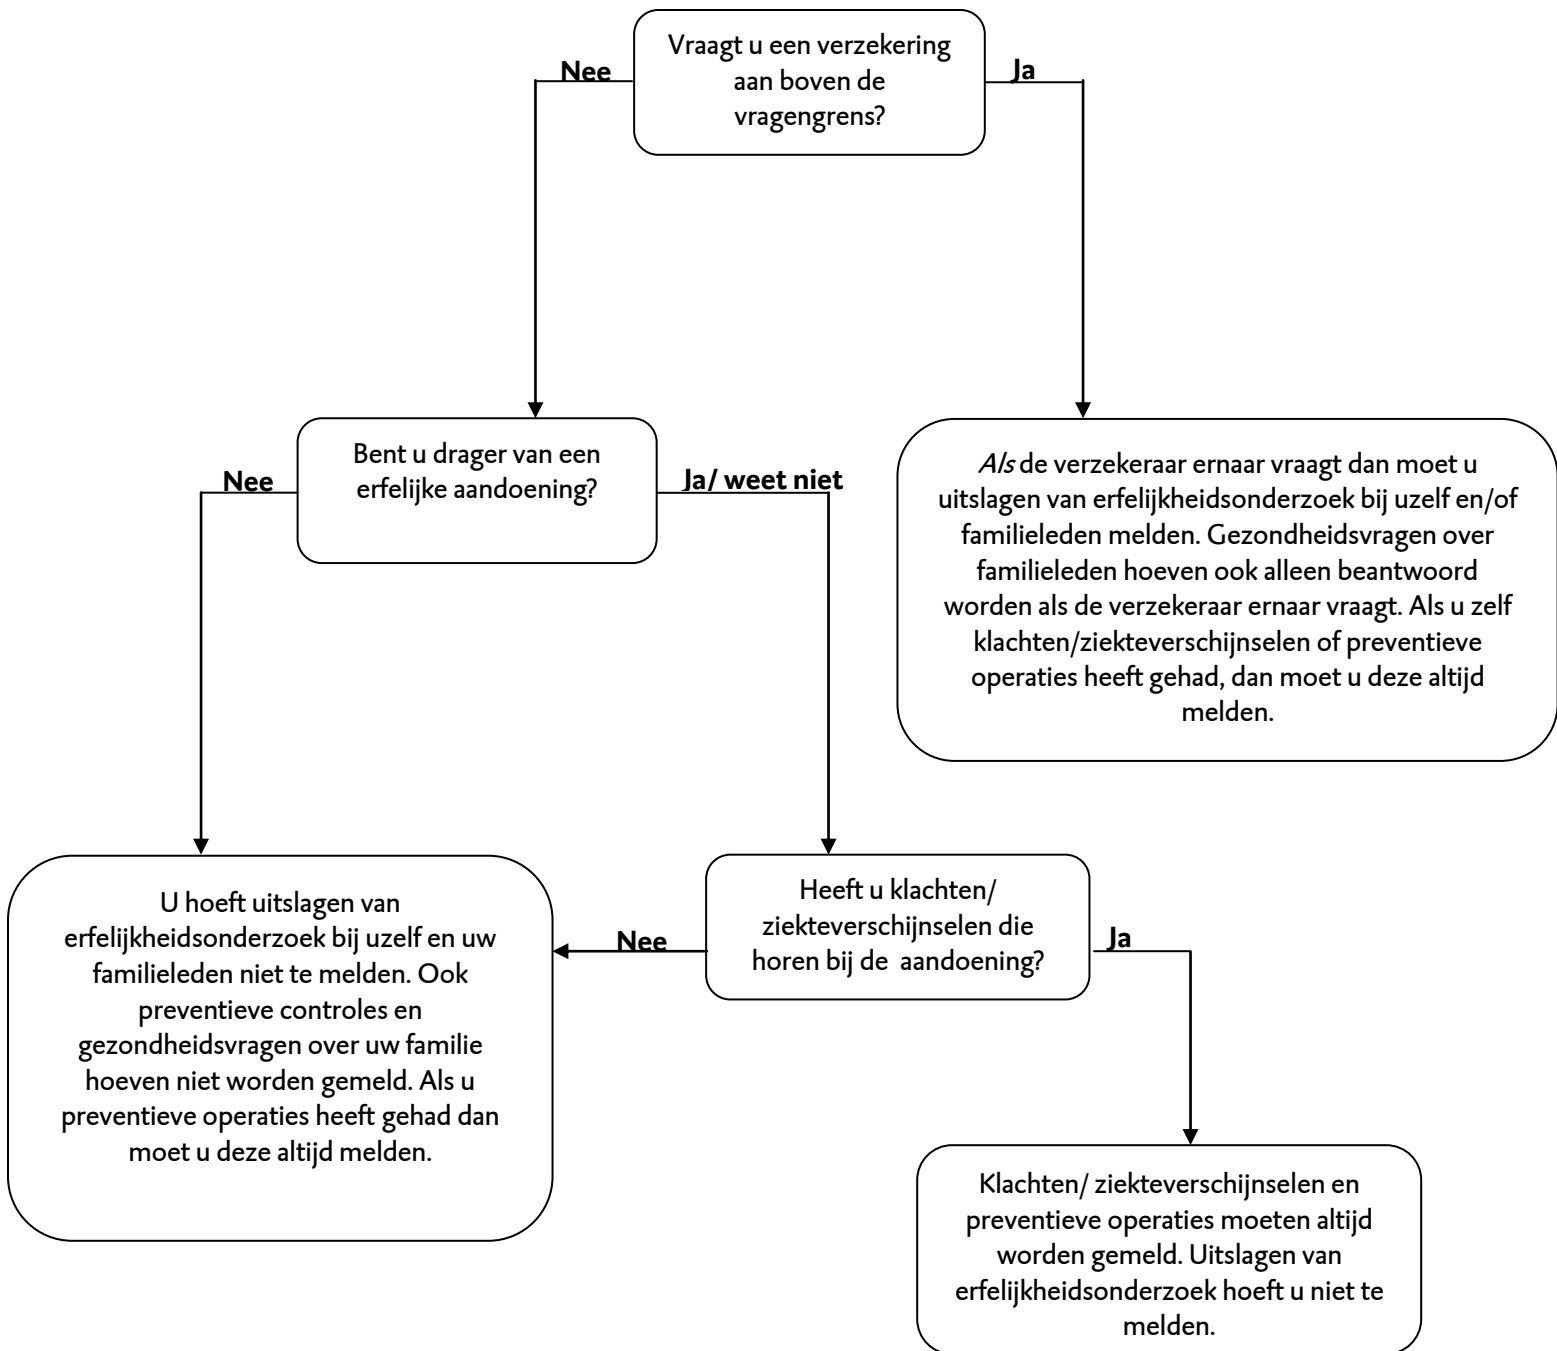 Vraagt u een verzekering
aan boven de
vragengrens?
Nee
Ja
Bent u drager van een
erfelijke aandoening?
Nee
Ja/ weet niet
Als de verzekeraar ernaar vraagt dan moet u
uitslagen van erfelijkheidsonderzoek bij uzelf en/of
familieleden melden. Gezondheidsvragen over
familieleden hoeven ook alleen beantwoord
worden als de verzekeraar ernaar vraagt. Als u zelf
klachten/ziekteverschijnselen of preventieve
operaties heeft gehad, dan moet u deze altijd
melden.
U hoeft uitslagen van
erfelijkheidsonderzoek bij uzelf en uw
familieleden niet te melden. Ook
preventieve controles en
gezondheidsvragen over uw familie
hoeven niet worden gemeld. Als u
preventieve operaties heeft gehad dan
moet u deze altijd melden.
Heeft u klachten/
ziekteverschijnselen die
horen bij de  aandoening?
Nee
Ja
Klachten/ ziekteverschijnselen en
preventieve operaties moeten altijd
worden gemeld. Uitslagen van
erfelijkheidsonderzoek hoeft u niet te
melden.